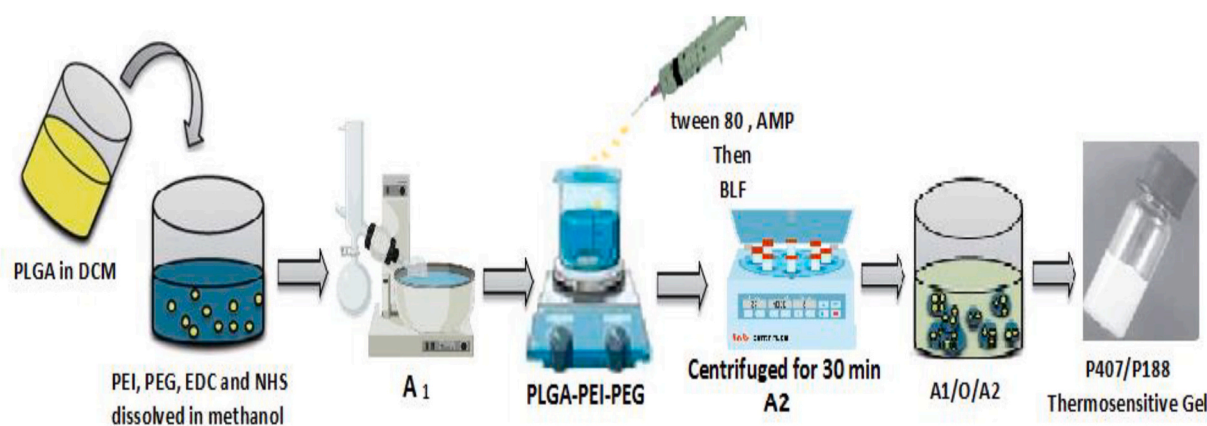 PLGA in DCM
PEI, PEG, EDC and NHS
dissolved in methanol
A 1
tween 80 , AMP
Then
BLF
PLGA-PEI-PEG
Centrifuged for 30 min
A2
A1/O/A2
P407/P188
Thermosensitive Gel